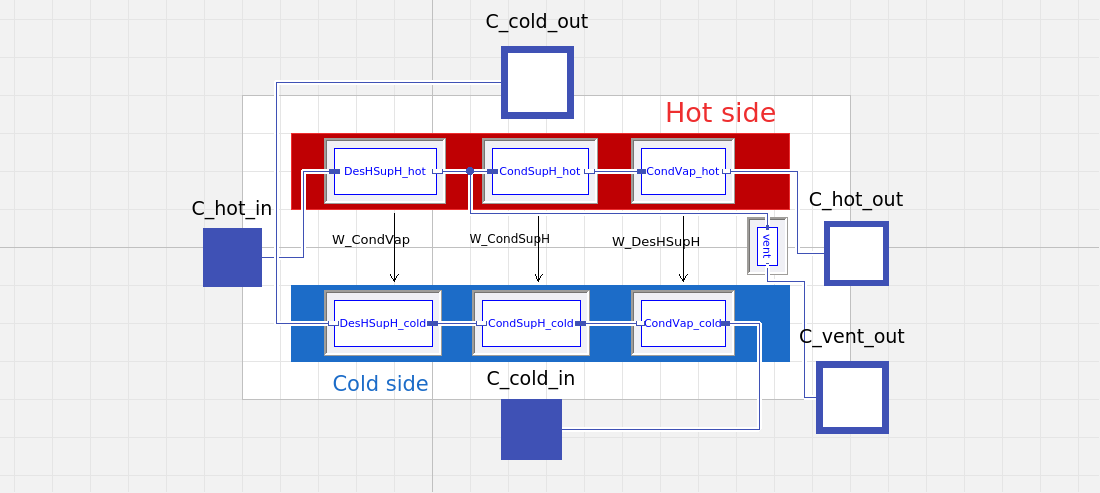 C_cold_out
Hot side
DesHSupH_hot
CondSupH_hot
CondVap_hot
C_hot_in
C_hot_out
W_CondVap
W_CondSupH
W_DesHSupH
vent
DesHSupH_cold
CondSupH_cold
CondVap_cold
C_vent_out
Cold side
C_cold_in